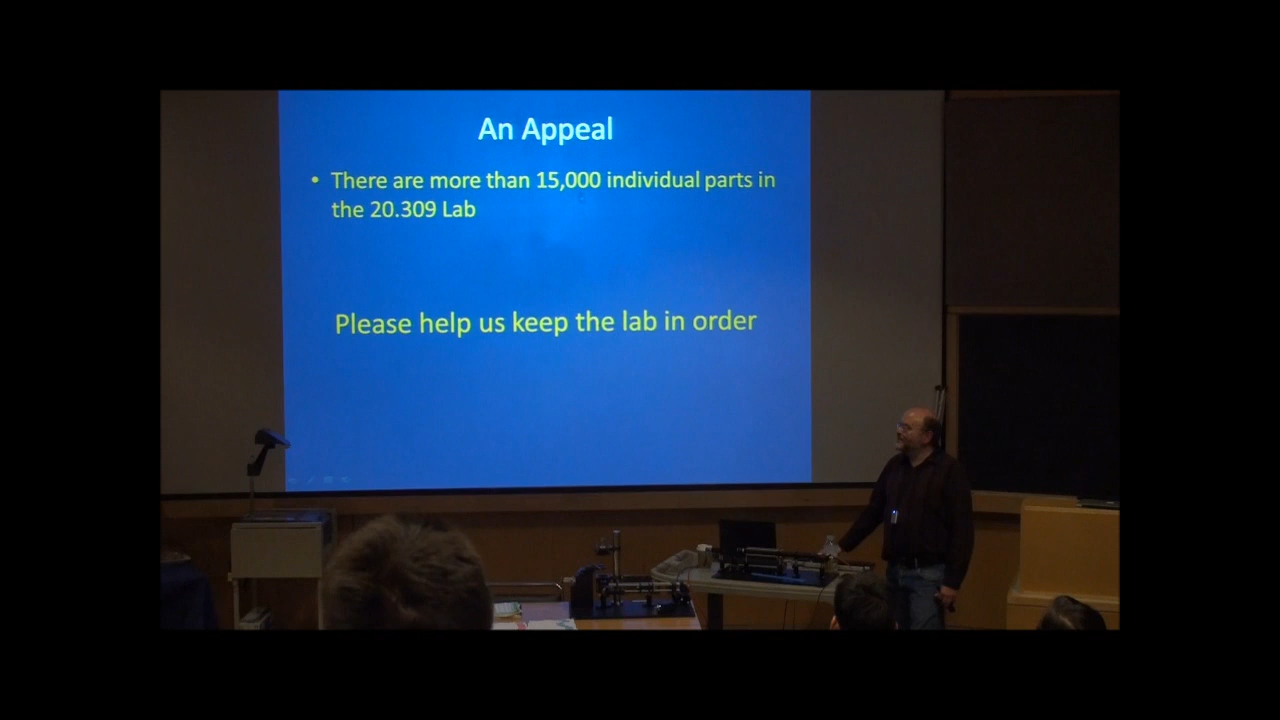 An Appeal
• There are more than 15,000 individual parts in
the 20.309 Lab
Please help us keep the lab in order